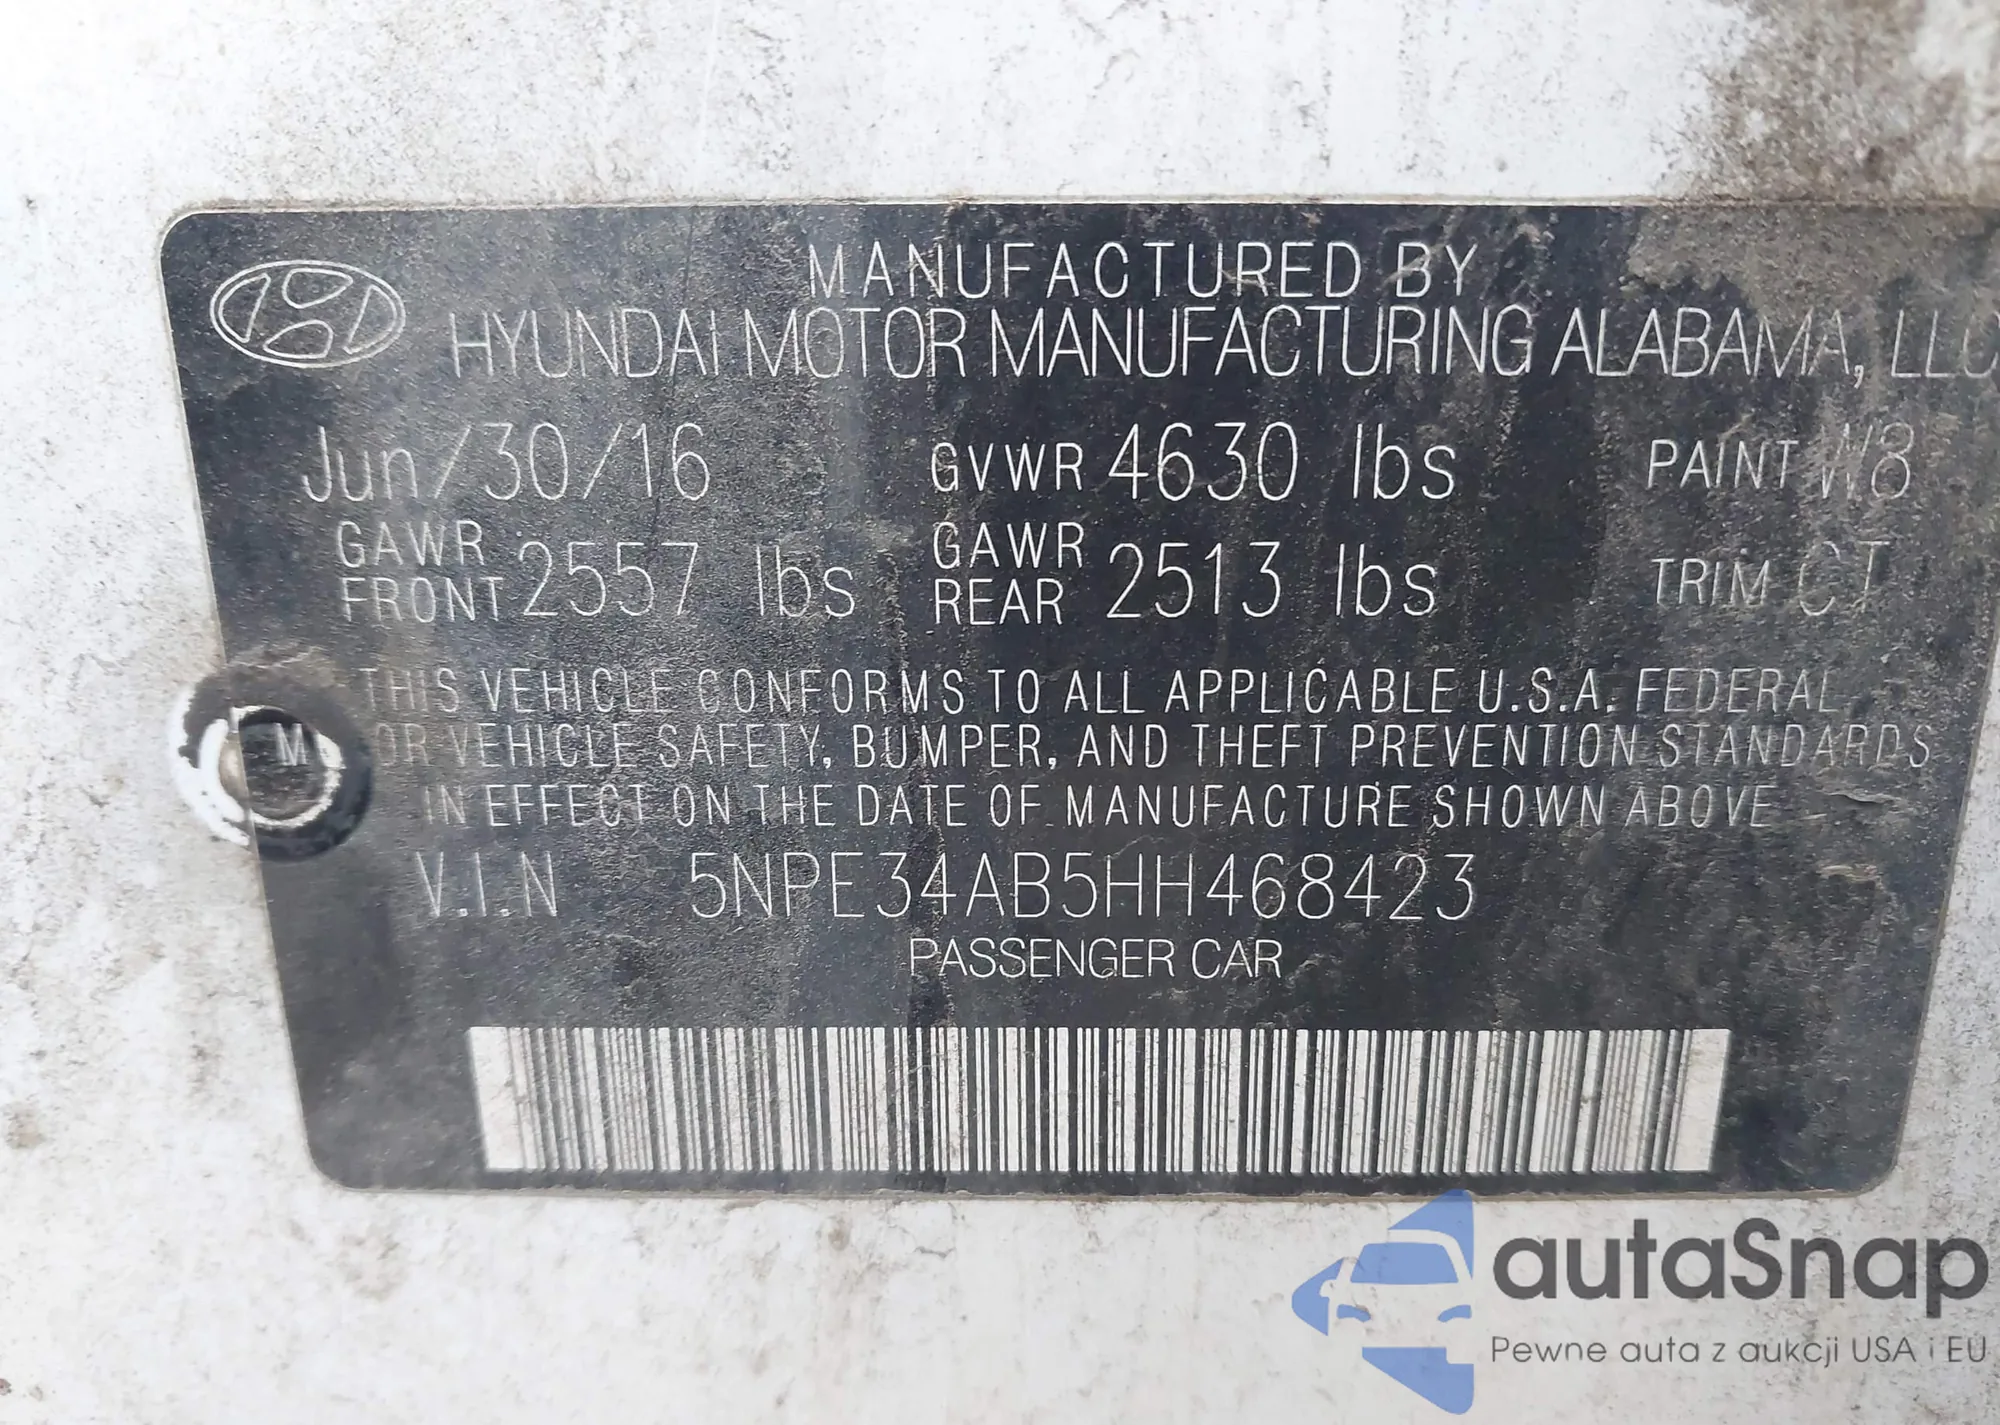 MANUFACTURED BY
HYUNDAI MOTOR MANUFACTURING ALABAMA, LLC
Jun/30/16 GVWR 4630 lbs PAINT W8
GAWR FRONT 2557 lbs GAWR REAR 2513 lbs TRIM CT
THIS VEHICLE CONFORMS TO ALL APPLICABLE U.S.A. FEDERAL
OR VEHICLE SAFETY, BUMPER, AND THEFT PREVENTION STANDARDS
IN EFFECT ON THE DATE OF MANUFACTURE SHOWN ABOVE
V.I.N 5NPE34AB5HH468423
PASSENGER CAR
autaSnap
Pewne auta z aukcji USA i EU